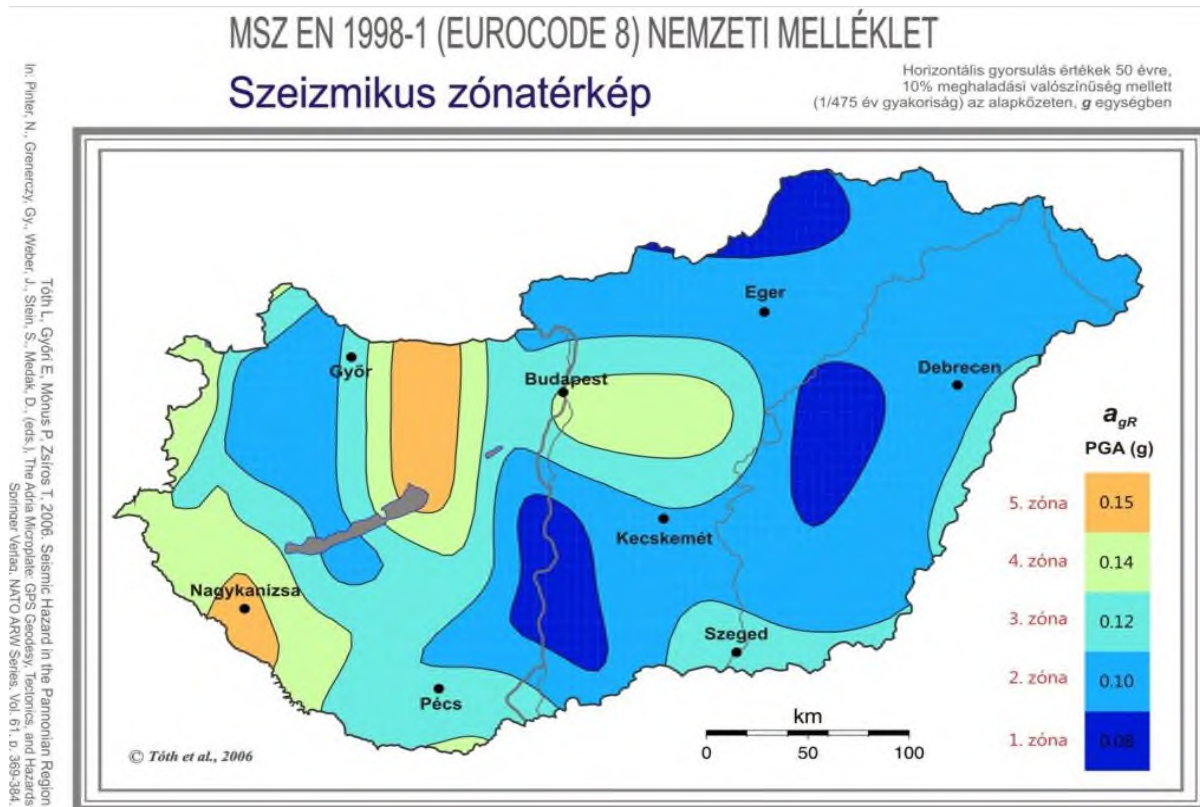 MSZ EN 1998-1 (EUROCODE 8) NEMZETI MELLÉKLET
Szeizmikus zónatérkép
Horizontális gyorsulás értékek 50 évre,
10% meghaladási valószínűség mellett
(1/475 év gyakoriság) az alapkőzeten, g egységben
Tóth L, Győri E, Mónus P, Zsiros T, 2006. Seismic Hazard in the Pannonian Region
In: Pinter, N., Grenerczy, Gy., Weber, J., Stein, S., Medak, D., (eds.), The Adria Microplate: GPS Geodesy, Tectonics, and Hazards
Springer Verlag, NATO ARW Series, Vol. 61, p. 369-384.
Eger
Győr
Budapest
Debrecen
Kecskemét
Nagykanizsa
Szeged
Pécs
agR
PGA (g)
5. zóna 0.15
4. zóna 0.14
3. zóna 0.12
2. zóna 0.10
1. zóna 0.08
km
0 50 100
© Tóth et al., 2006